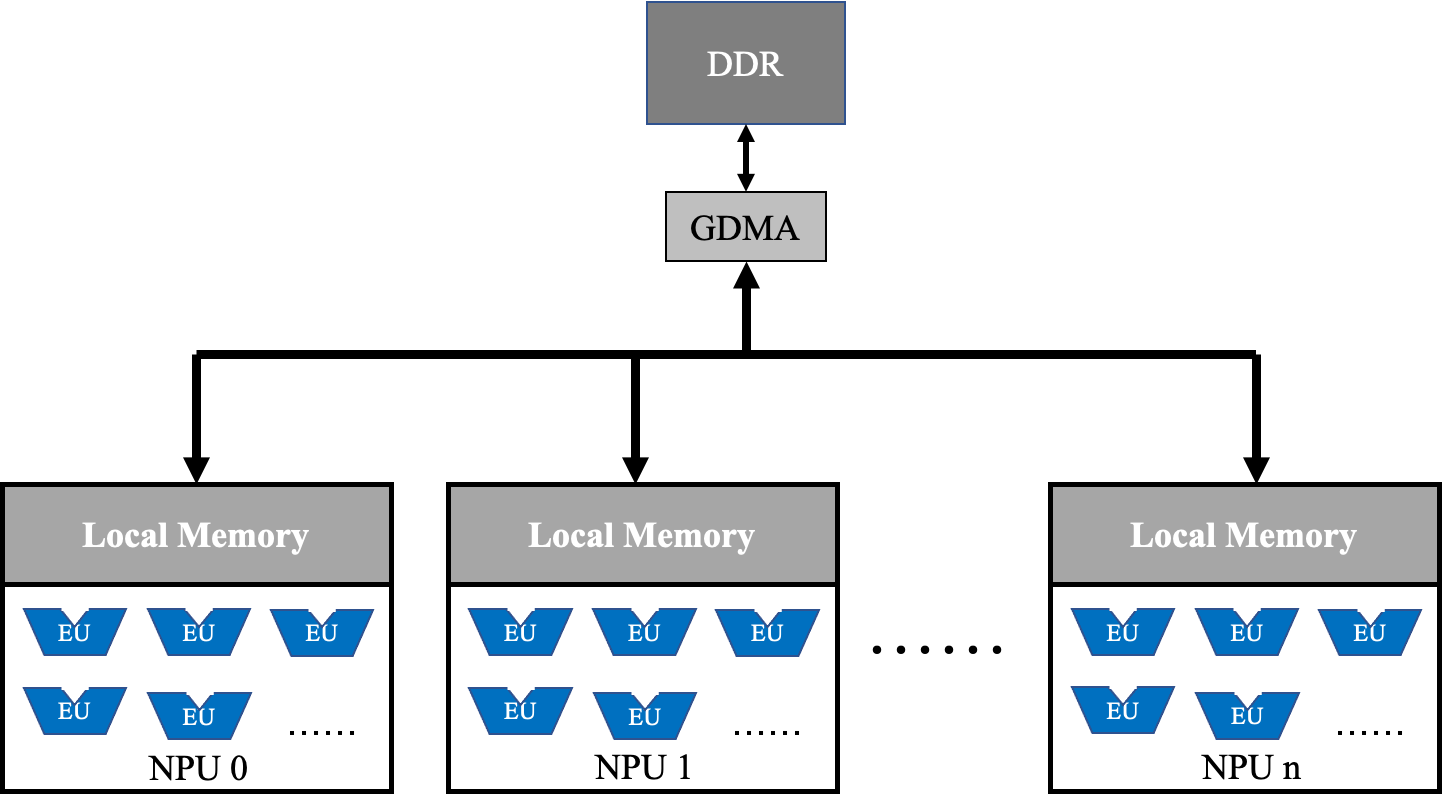 DDR
GDMA
Local Memory
Local Memory
Local Memory
EU EU EU
EU EU ......
NPU 0
EU EU EU
EU EU ......
NPU 1
......
EU EU EU
EU EU ......
NPU n